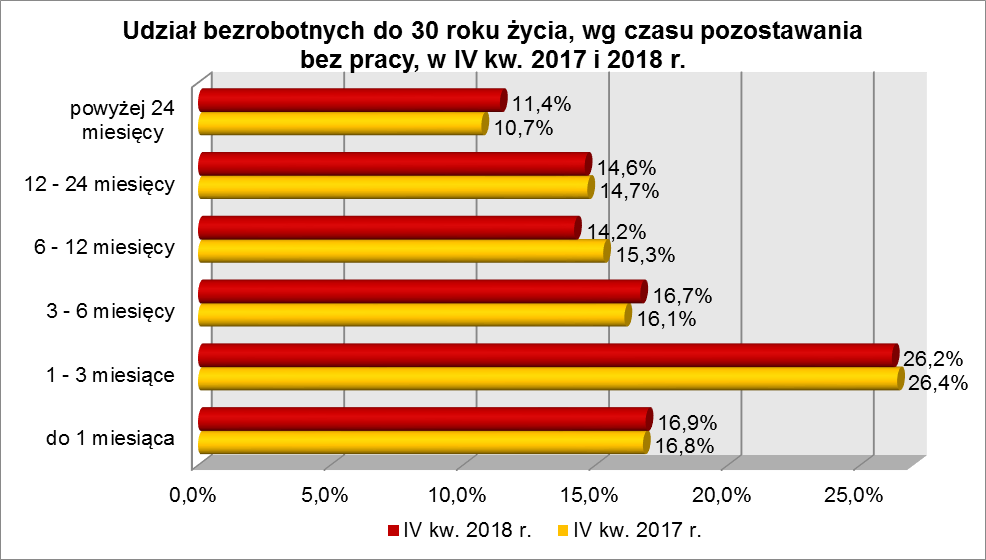 Udział bezrobotnych do 30 roku życia, wg czasu pozostawania
bez pracy, w IV kw. 2017 i 2018 r.
powyżej 24
miesięcy
11,4%
10,7%
12 - 24 miesięcy
14,6%
14,7%
6 - 12 miesięcy
14,2%
15,3%
3 - 6 miesięcy
16,7%
16,1%
1 - 3 miesiące
26,2%
26,4%
do 1 miesiąca
16,9%
16,8%
0,0% 5,0% 10,0% 15,0% 20,0% 25,0%
IV kw. 2018 r. IV kw. 2017 r.